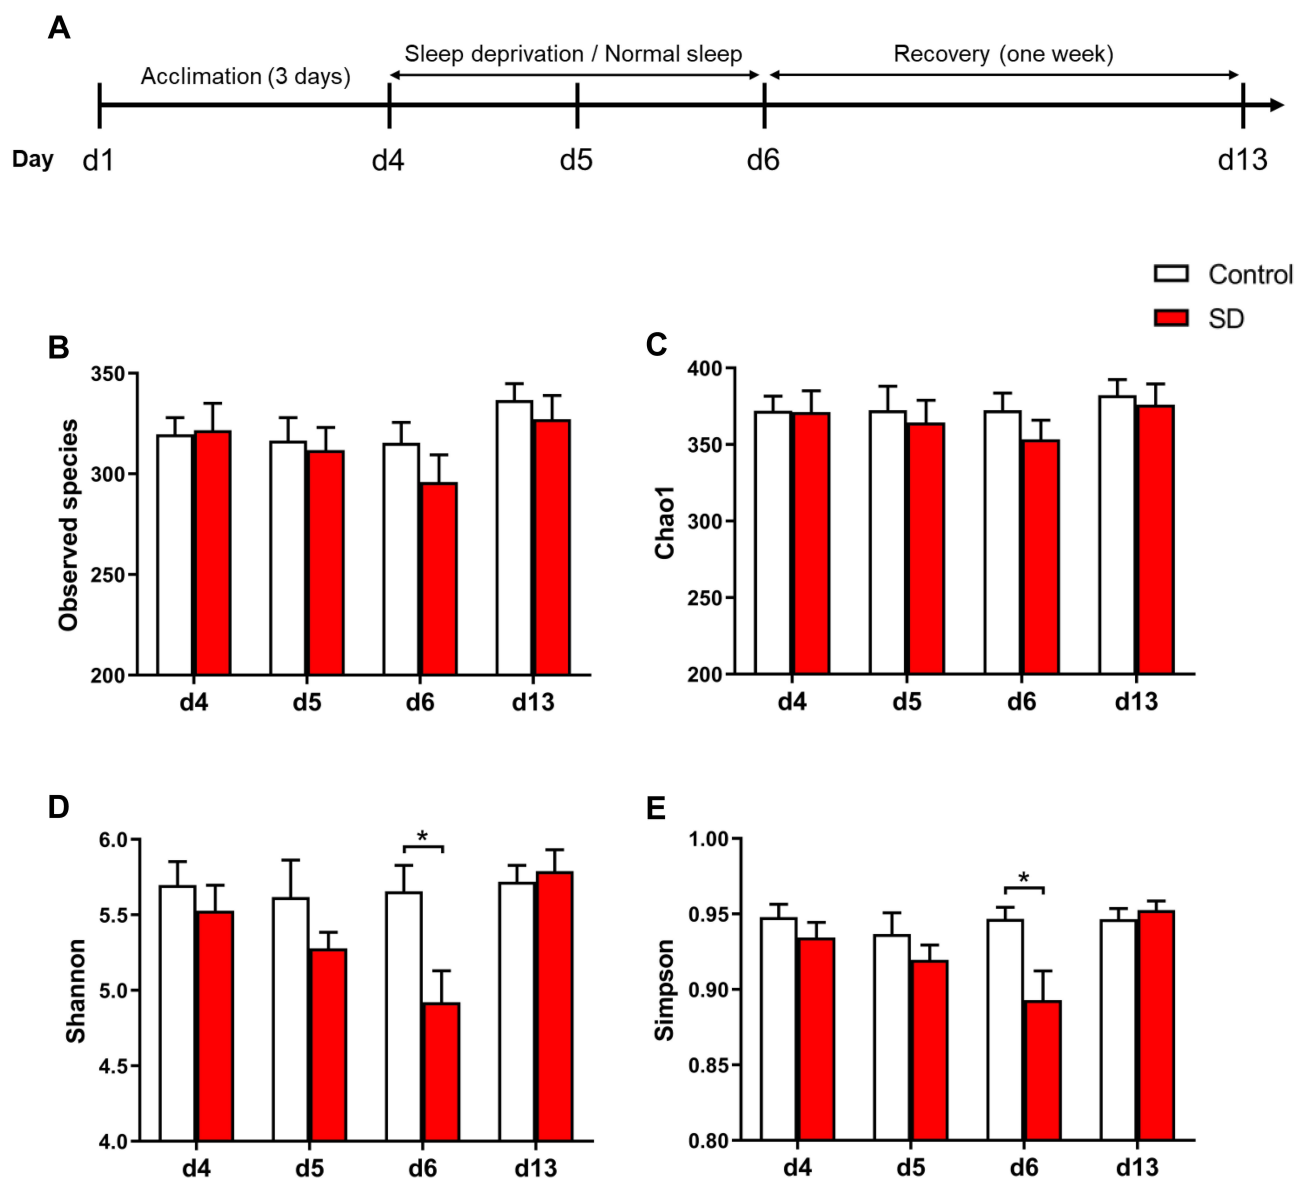 A
Acclimation (3 days)
Sleep deprivation / Normal sleep
Recovery (one week)
Day d1 d4 d5 d6 d13
Control
SD
B
Observed species
350
300
250
200
d4 d5 d6 d13
C
Chao1
400
350
300
250
200
d4 d5 d6 d13
D
Shannon
6.0
5.5
5.0
4.5
4.0
*
d4 d5 d6 d13
E
Simpson
1.00
0.95
0.90
0.85
0.80
*
d4 d5 d6 d13